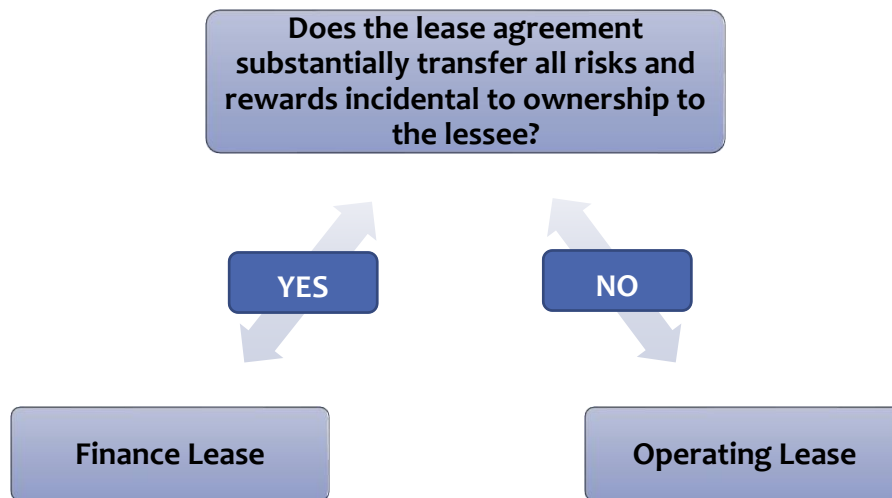 Does the lease agreement
substantially transfer all risks and
rewards incidental to ownership to
the lessee?
YES
NO
Finance Lease
Operating Lease